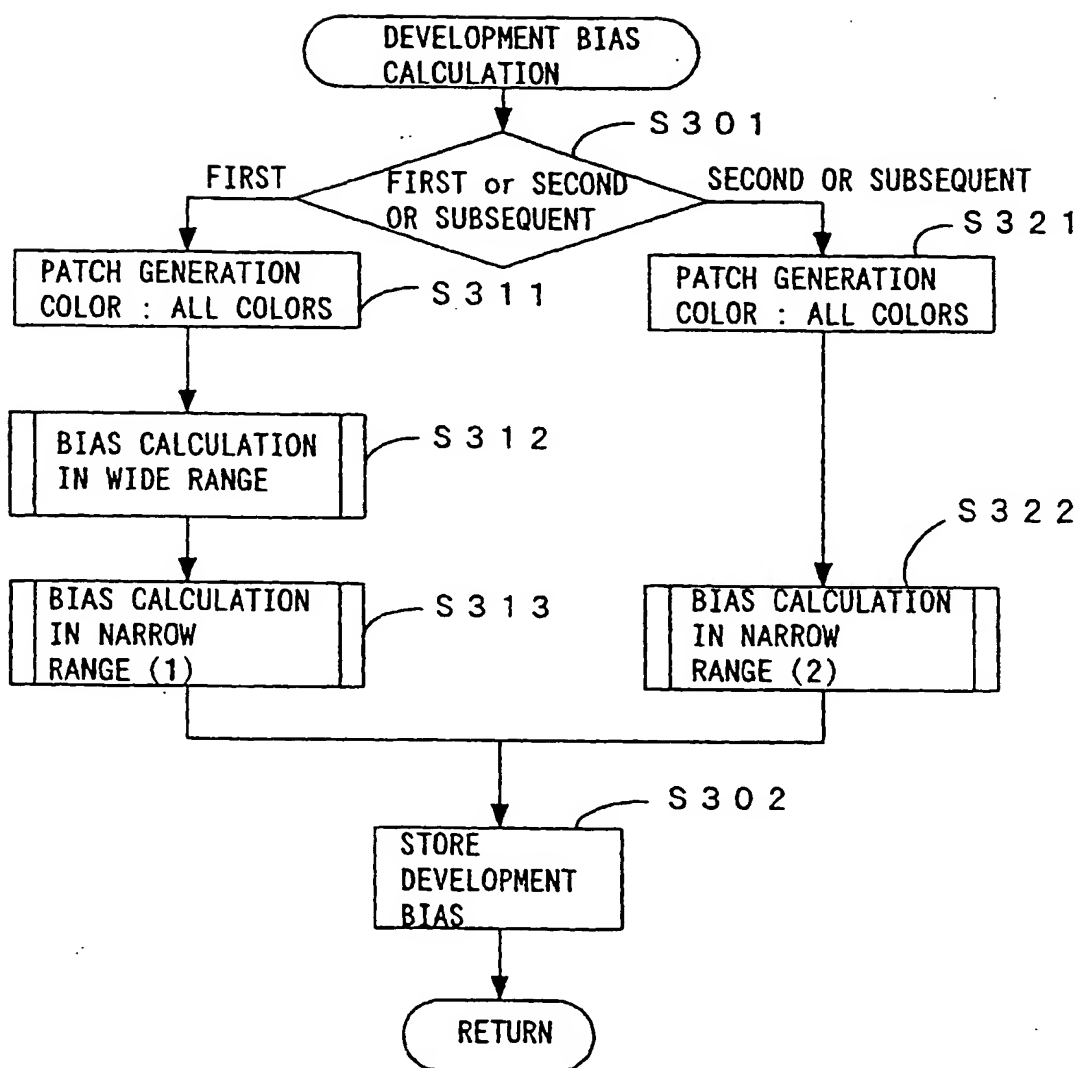 DEVELOPMENT BIAS
CALCULATION
S301
FIRST
FIRST or SECOND
OR SUBSEQUENT
SECOND OR SUBSEQUENT
PATCH GENERATION
COLOR : ALL COLORS
S311
BIAS CALCULATION
IN WIDE RANGE
S312
BIAS CALCULATION
IN NARROW
RANGE (1)
S313
S321
PATCH GENERATION
COLOR : ALL COLORS
S322
BIAS CALCULATION
IN NARROW
RANGE (2)
S302
STORE
DEVELOPMENT
BIAS
RETURN